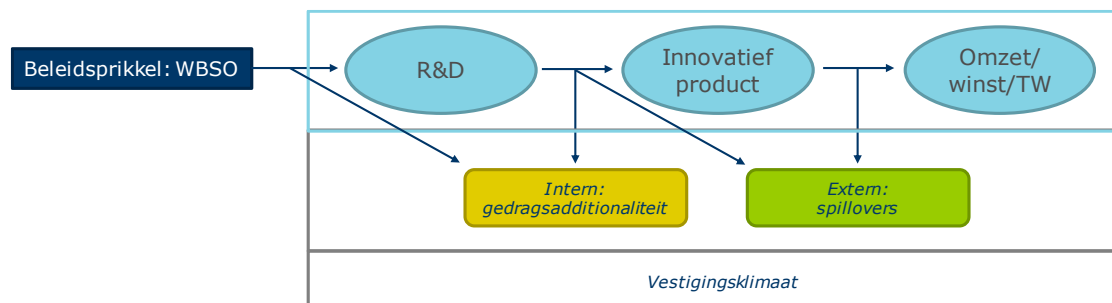 Beleidsprikkel: WBSO
R&D
Innovatief
product
Omzet/
winst/TW
Intern:
gedragsadditionaliteit
Extern:
spillovers
Vestigingsklimaat